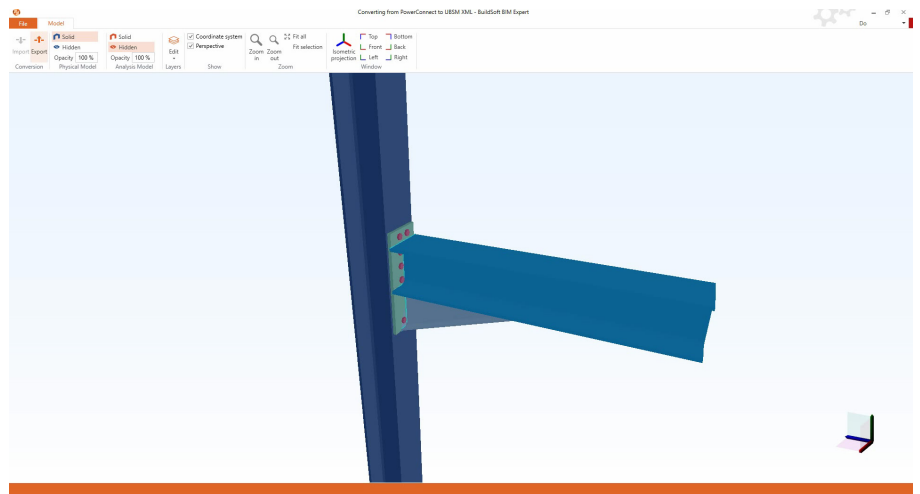 Converting from PowerConnect to UBSM XML - BuildSoft BIM Expert
File Model Do
Import Export
Conversion
Solid
Hidden
Opacity 100 %
Physical Model
Solid
Hidden
Opacity 100 %
Analysis Model
Edit
Layers
Coordinate system
Perspective
Show
Zoom in
Zoom out
Fit all
Fit selection
Zoom
Isometric projection
Top Bottom
Front Back
Left Right
Window